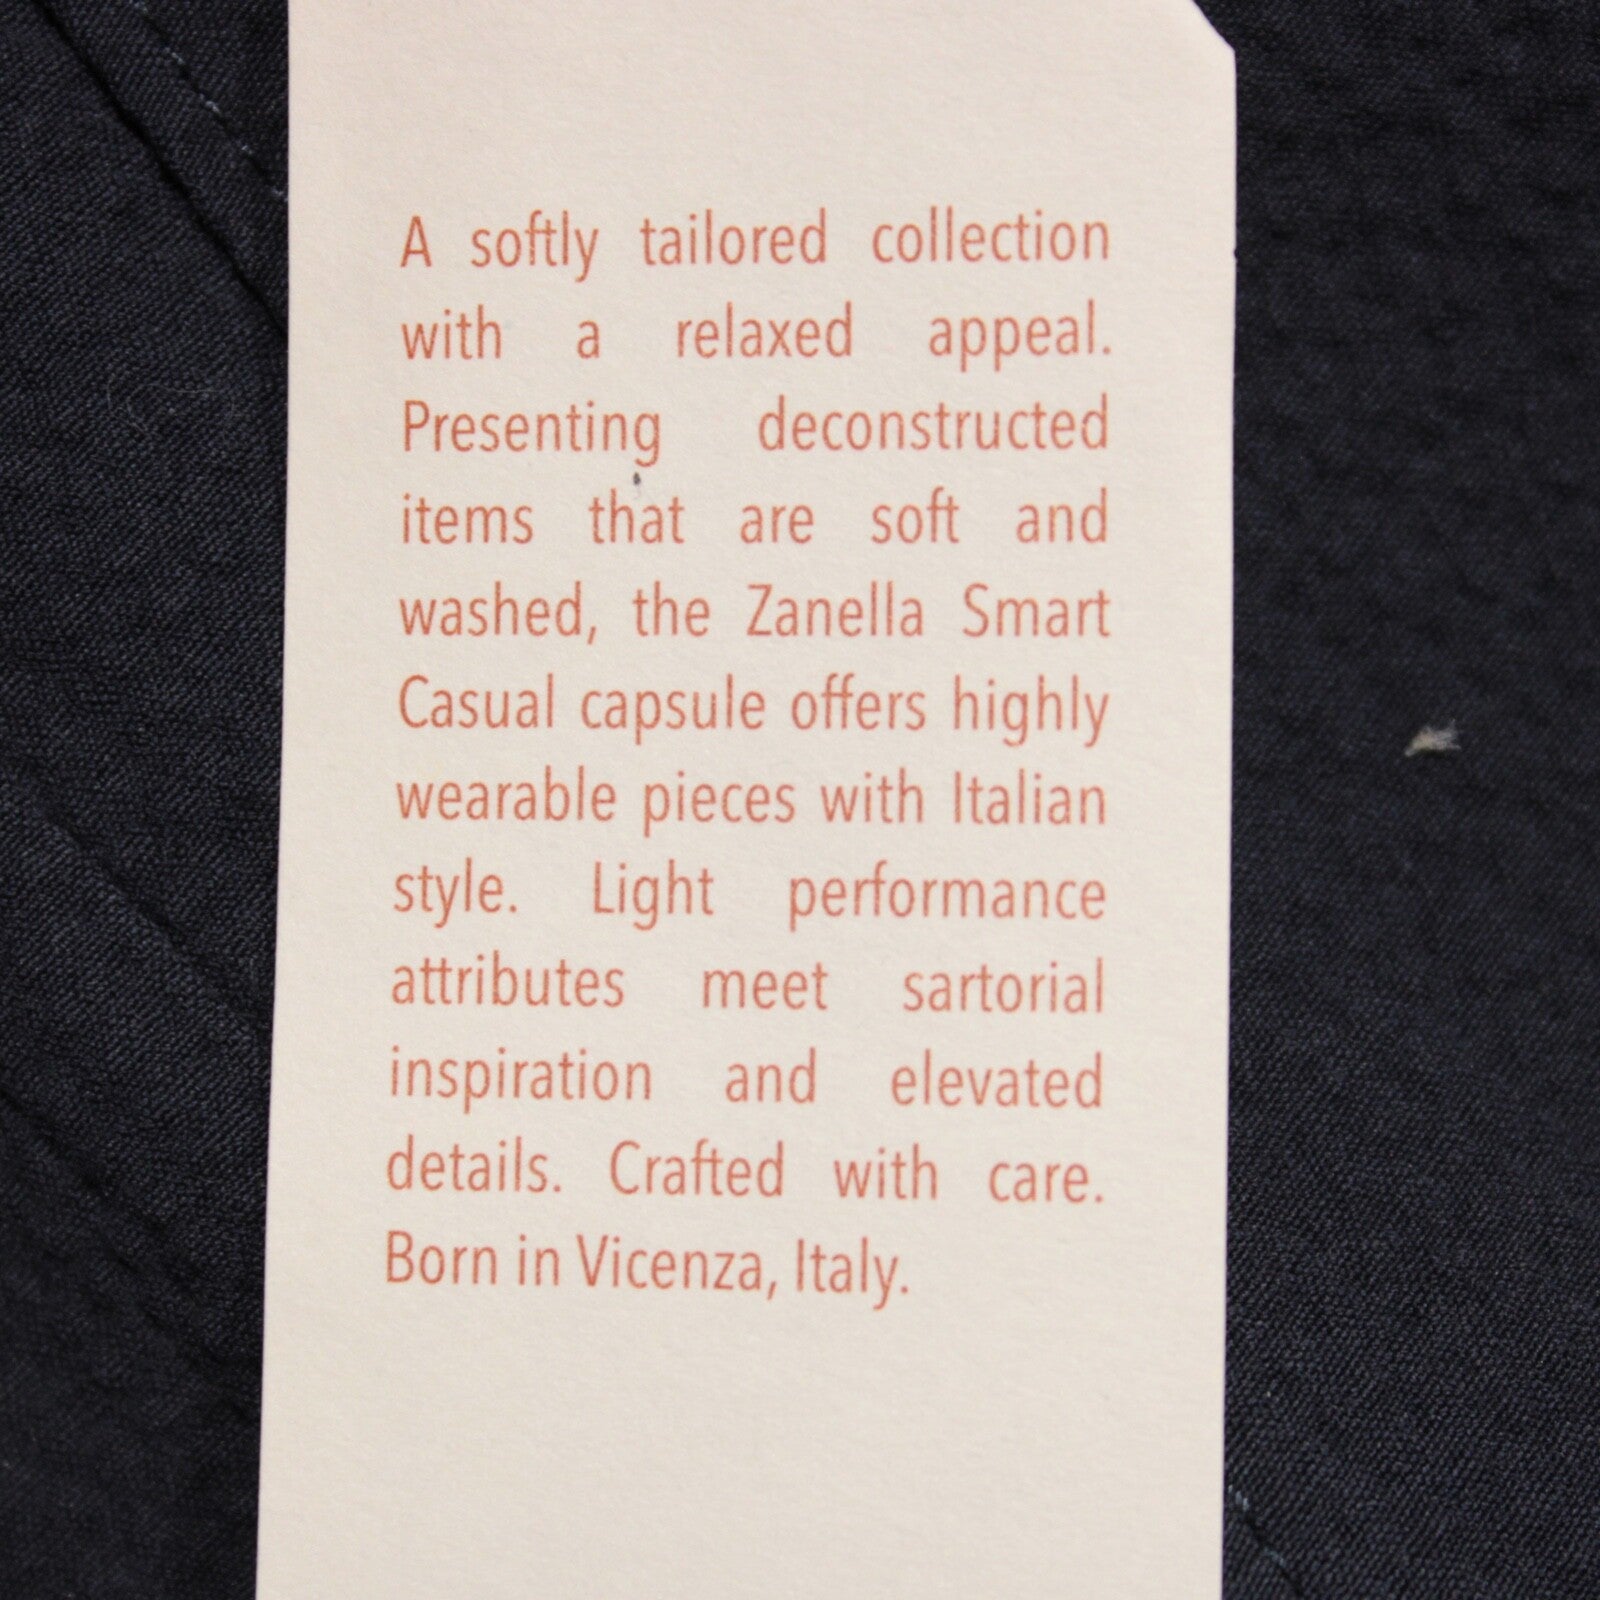 A softly tailored collection
with a relaxed appeal.
Presenting deconstructed
items that are soft and
washed, the Zanella Smart
Casual capsule offers highly
wearable pieces with Italian
style. Light performance
attributes meet sartorial
inspiration and elevated
details. Crafted with care.
Born in Vicenza, Italy.